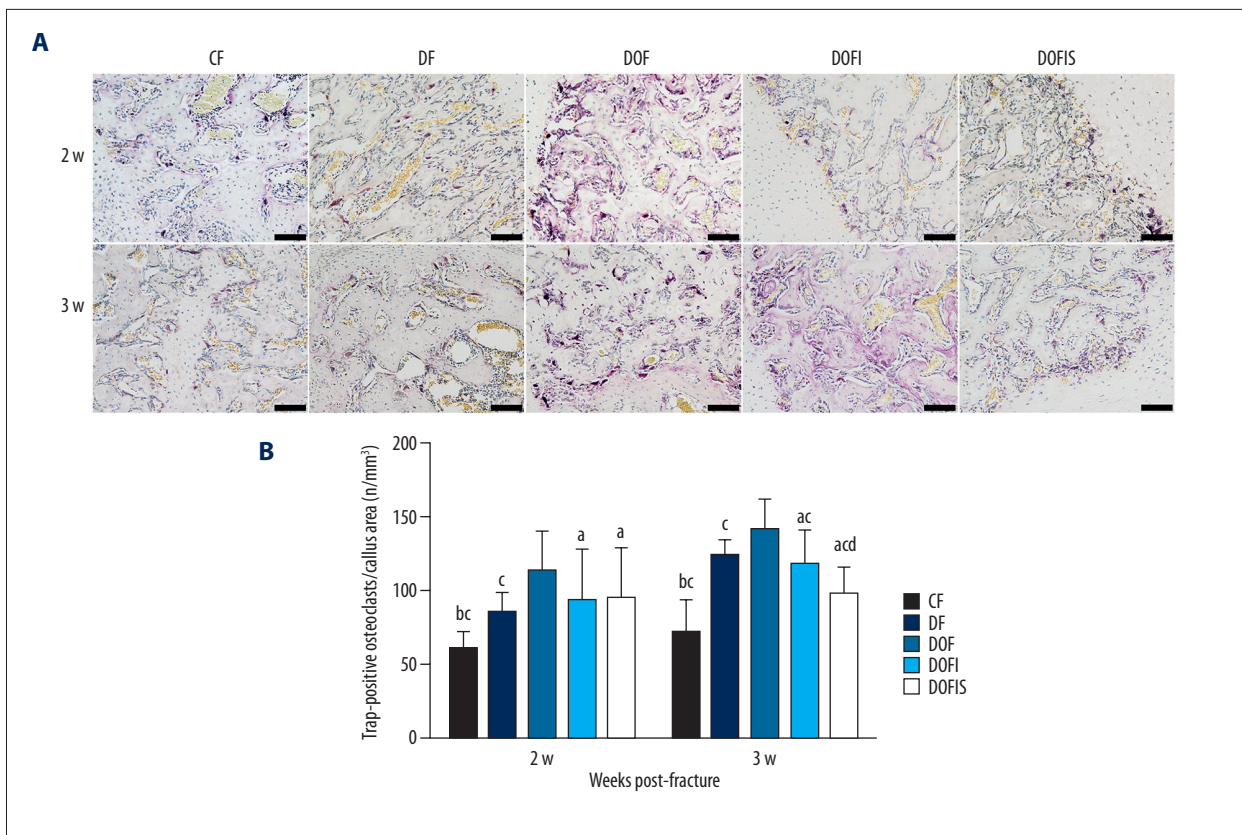 A
CF DF DOF DOFI DOFIS
2 w
3 w
B
Trap-positive osteoclasts/callus area (n/mm³)
200
150
100
50
0
bc c a a
bc c ac acd
2 w 3 w
Weeks post-fracture
CF
DF
DOF
DOFI
DOFIS